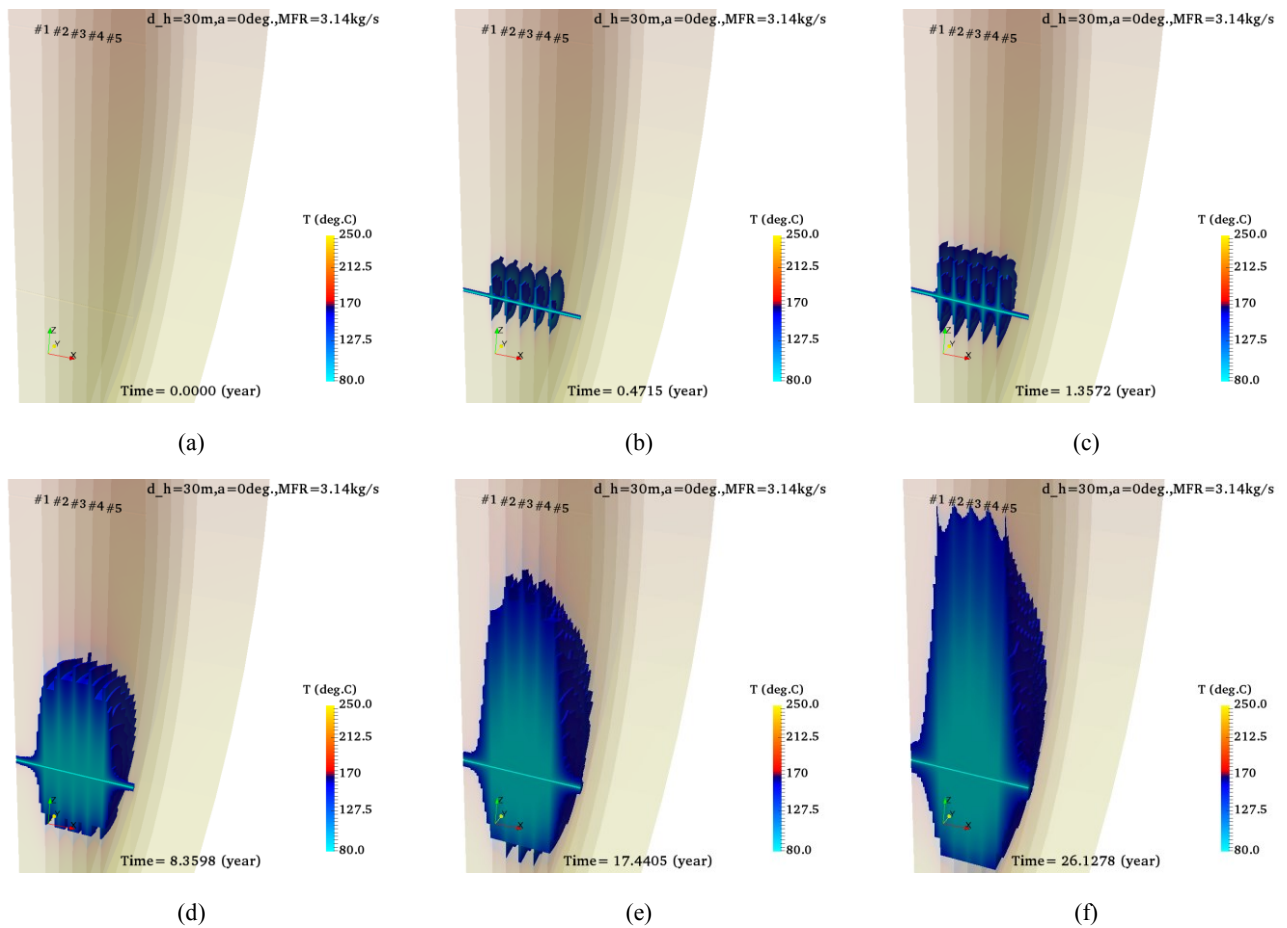 d_h=30m,a=0deg.,MFR=3.14kg/s
#1 #2 #3 #4 #5
T (deg.C)
250.0
212.5
170
127.5
80.0
Z
Y
X
Time= 0.0000 (year)
(a)
d_h=30m,a=0deg.,MFR=3.14kg/s
#1 #2 #3 #4 #5
T (deg.C)
250.0
212.5
170
127.5
80.0
Z
Y
X
Time= 0.4715 (year)
(b)
d_h=30m,a=0deg.,MFR=3.14kg/s
#1 #2 #3 #4 #5
T (deg.C)
250.0
212.5
170
127.5
80.0
Z
Y
X
Time= 1.3572 (year)
(c)
d_h=30m,a=0deg.,MFR=3.14kg/s
#1 #2 #3 #4 #5
T (deg.C)
250.0
212.5
170
127.5
80.0
Z
Y
X
Time= 8.3598 (year)
(d)
d_h=30m,a=0deg.,MFR=3.14kg/s
#1 #2 #3 #4 #5
T (deg.C)
250.0
212.5
170
127.5
80.0
Z
Y
X
Time= 17.4405 (year)
(e)
d_h=30m,a=0deg.,MFR=3.14kg/s
#1 #2 #3 #4 #5
T (deg.C)
250.0
212.5
170
127.5
80.0
Z
Y
X
Time= 26.1278 (year)
(f)